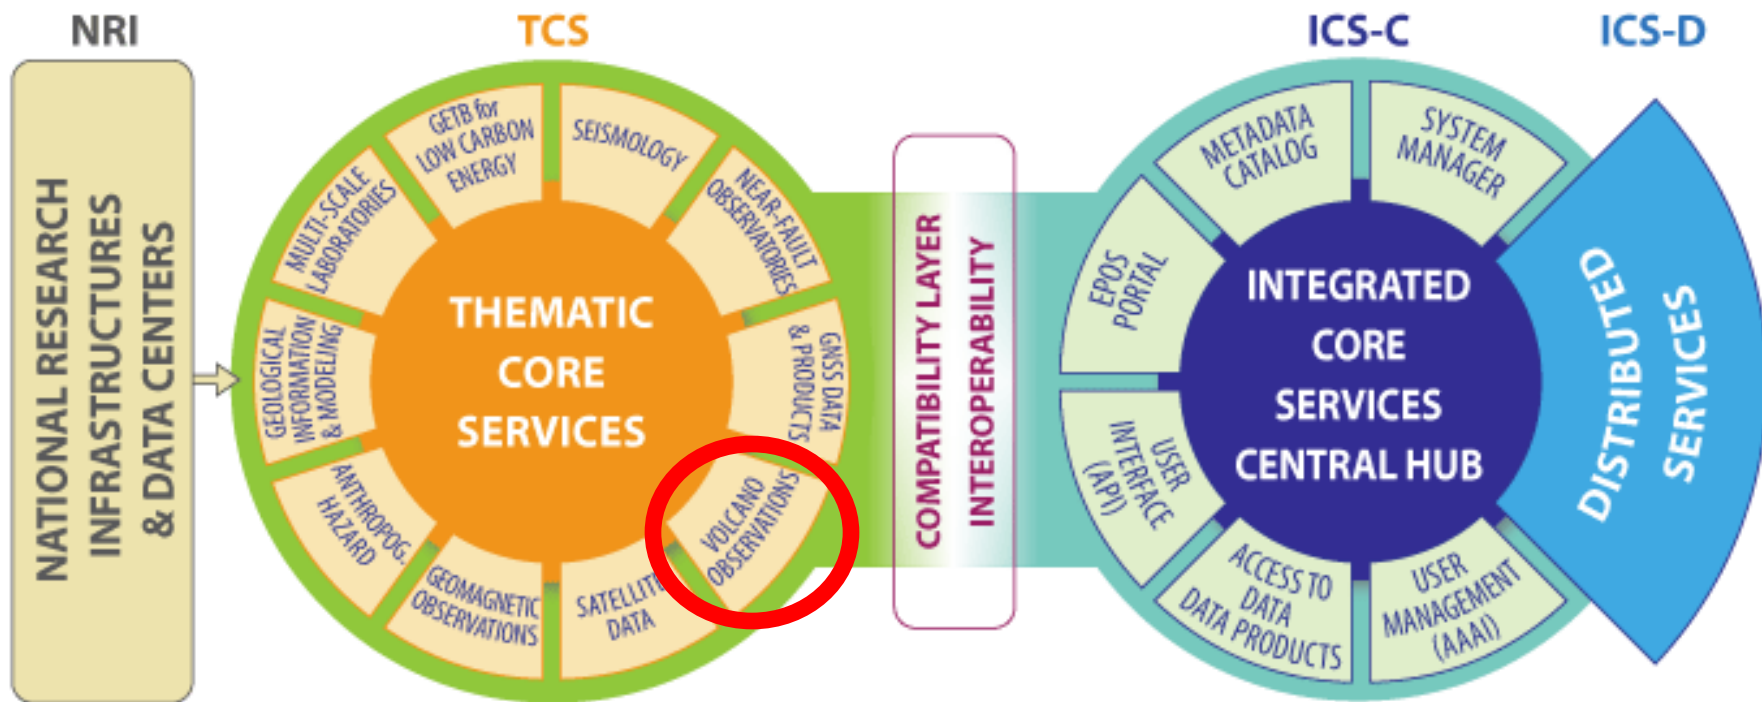 NRI
TCS
ICS-C
ICS-D
NATIONAL RESEARCH
INFRASTRUCTURES
& DATA CENTERS
GETB for
LOW CARBON
ENERGY
SEISMOLOGY
NEAR-FAULT
OBSERVATORIES
GNSS DATA
& PRODUCTS
VOLCANO
OBSERVATIONS
SATELLITE
DATA
GEOMAGNETIC
OBSERVATIONS
ANTHROPOG.
HAZARD
GEOLOGICAL
INFORMATION
& MODELING
MULTI-SCALE
LABORATORIES
THEMATIC
CORE
SERVICES
COMPATIBILITY LAYER
INTEROPERABILITY
METADATA
CATALOG
SYSTEM
MANAGER
EPOS
PORTAL
USER
INTERFACE
(API)
ACCESS TO
DATA
DATA PRODUCTS
USER
MANAGEMENT
(AAAI)
INTEGRATED
CORE
SERVICES
CENTRAL HUB
DISTRIBUTED
SERVICES